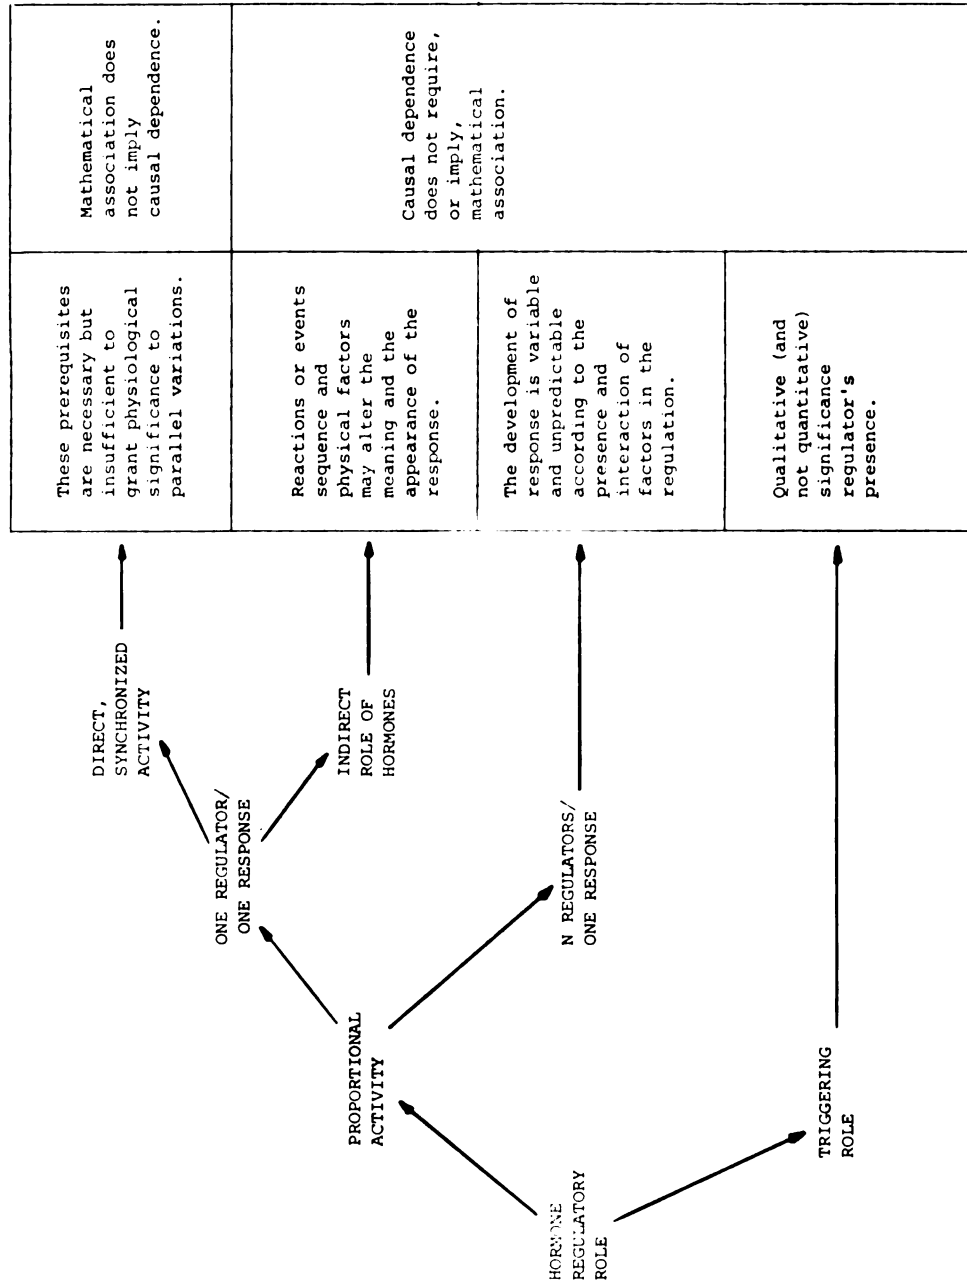 HORMONE
REGULATORY
ROLE
PROPORTIONAL
ACTIVITY
TRIGGERING
ROLE
ONE REGULATOR/
ONE RESPONSE
N REGULATORS/
ONE RESPONSE
DIRECT,
SYNCHRONIZED
ACTIVITY
INDIRECT
ROLE OF
HORMONES
These prerequisites
are necessary but
insufficient to
grant physiological
significance to
parallel variations.
Mathematical
association does
not imply
causal dependence.
Reactions or events
sequence and
physical factors
may alter the
meaning and the
appearance of the
response.
Causal dependence
does not require,
or imply,
mathematical
association.
The development of
response is variable
and unpredictable
according to the
presence and
interaction of
factors in the
regulation.
Qualitative (and
not quantitative)
significance
regulator's
presence.